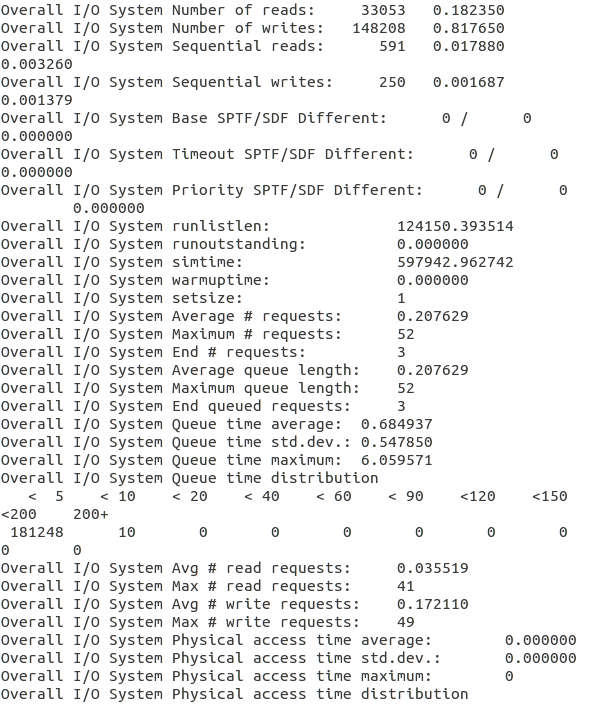 Overall I/O System Number of reads:     33053   0.182350
Overall I/O System Number of writes:   148208   0.817650
Overall I/O System Sequential reads:      591   0.017880
0.003260
Overall I/O System Sequential writes:     250   0.001687
0.001379
Overall I/O System Base SPTF/SDF Different:      0 /      0
0.000000
Overall I/O System Timeout SPTF/SDF Different:      0 /      0
0.000000
Overall I/O System Priority SPTF/SDF Different:      0 /      0
        0.000000
Overall I/O System runlistlen:              124150.393514
Overall I/O System runoutstanding:          0.000000
Overall I/O System simtime:                 597942.962742
Overall I/O System warmuptime:              0.000000
Overall I/O System setsize:                 1
Overall I/O System Average # requests:      0.207629
Overall I/O System Maximum # requests:      52
Overall I/O System End # requests:          3
Overall I/O System Average queue length:    0.207629
Overall I/O System Maximum queue length:    52
Overall I/O System End queued requests:     3
Overall I/O System Queue time average:  0.684937
Overall I/O System Queue time std.dev.: 0.547850
Overall I/O System Queue time maximum:  6.059571
Overall I/O System Queue time distribution
   <  5    < 10    < 20    < 40    < 60    < 90    <120    <150
<200    200+
 181248      10       0       0       0       0       0       0
0       0
Overall I/O System Avg # read requests:     0.035519
Overall I/O System Max # read requests:     41
Overall I/O System Avg # write requests:    0.172110
Overall I/O System Max # write requests:    49
Overall I/O System Physical access time average:        0.000000
Overall I/O System Physical access time std.dev.:       0.000000
Overall I/O System Physical access time maximum:        0
Overall I/O System Physical access time distribution